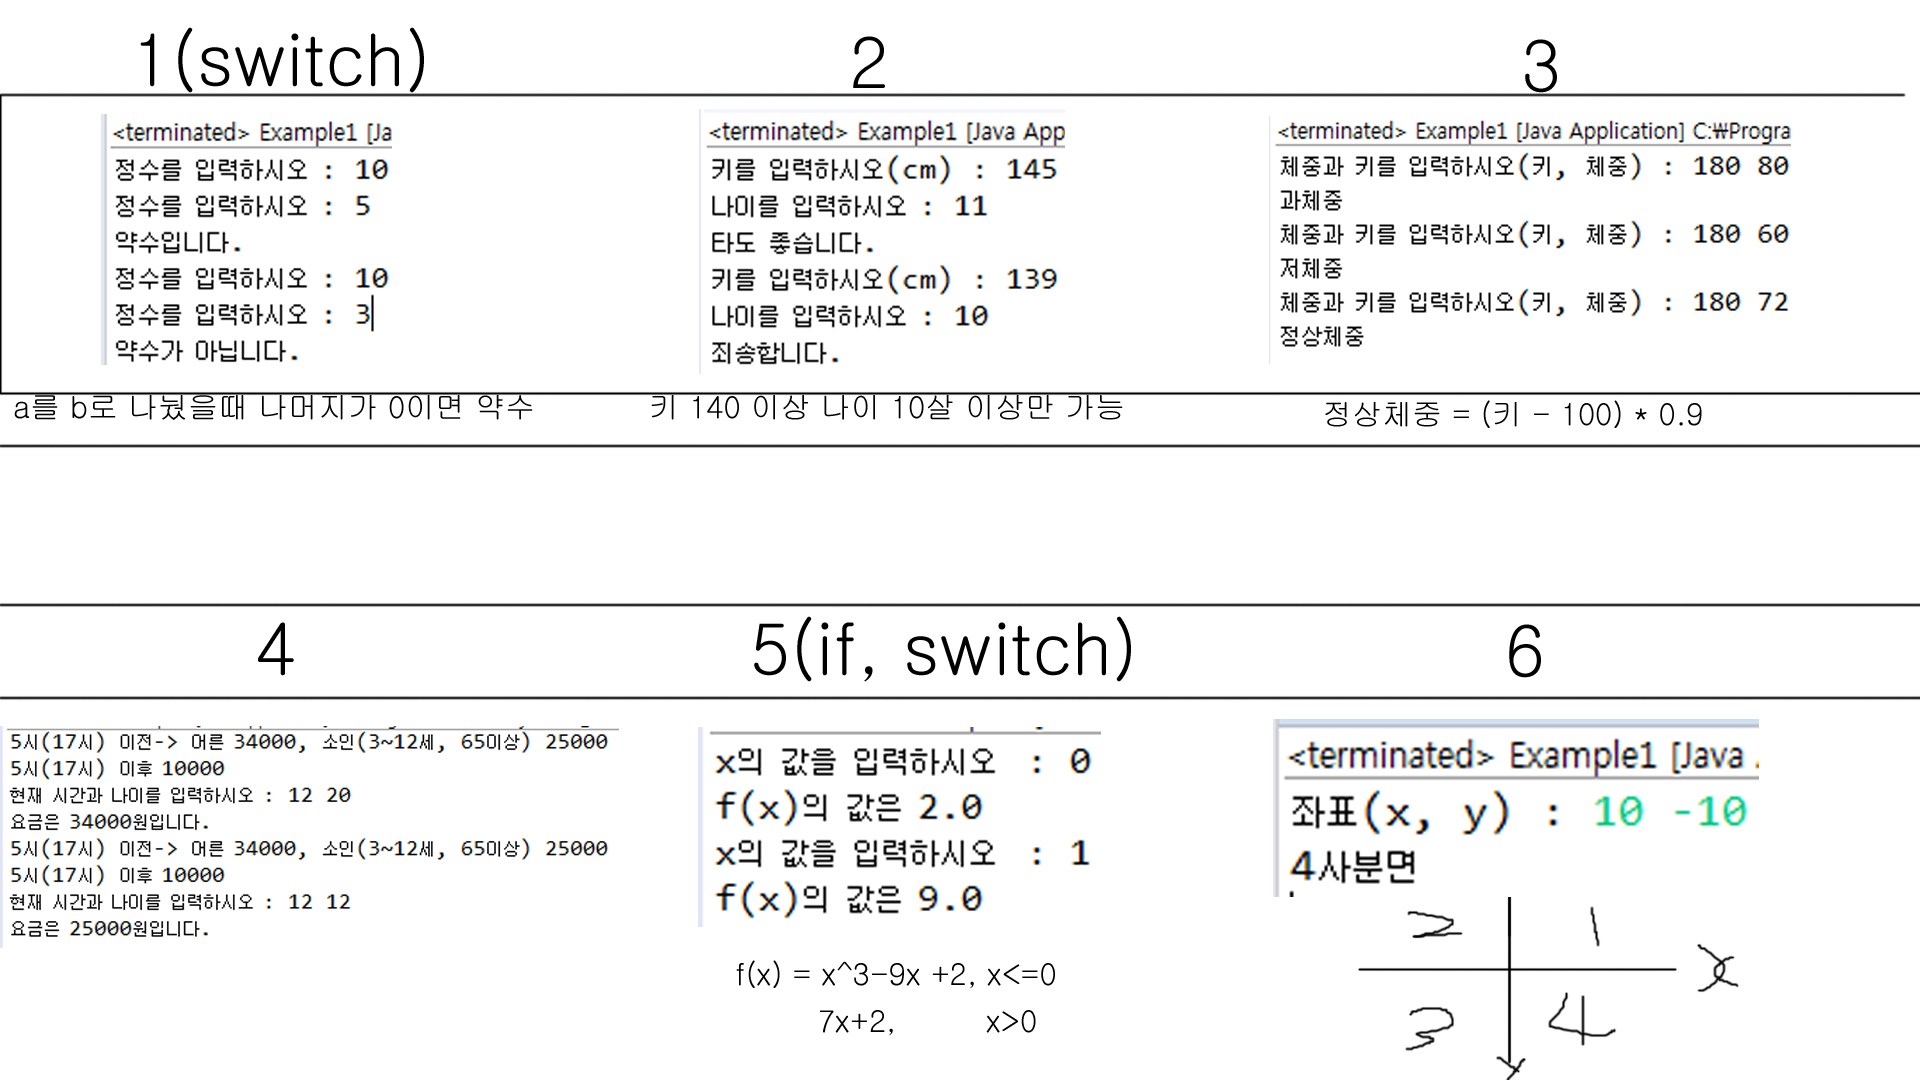 1(switch)
2
3
<terminated> Example1 [Ja
정수를 입력하시오 : 10
정수를 입력하시오 : 5
약수입니다.
정수를 입력하시오 : 10
정수를 입력하시오 : 3
약수가 아닙니다.
a를 b로 나눴을때 나머지가 0이면 약수
<terminated> Example1 [Java App
키를 입력하시오(cm) : 145
나이를 입력하시오 : 11
타도 좋습니다.
키를 입력하시오(cm) : 139
나이를 입력하시오 : 10
죄송합니다.
키 140 이상 나이 10살 이상만 가능
<terminated> Example1 [Java Application] C:₩Progra
체중과 키를 입력하시오(키, 체중) : 180 80
과체중
체중과 키를 입력하시오(키, 체중) : 180 60
저체중
체중과 키를 입력하시오(키, 체중) : 180 72
정상체중
정상체중 = (키 - 100) * 0.9
4
5(if, switch)
6
5시(17시) 이전-> 어른 34000, 소인(3~12세, 65이상) 25000
5시(17시) 이후 10000
현재 시간과 나이를 입력하시오 : 12 20
요금은 34000원입니다.
5시(17시) 이전-> 어른 34000, 소인(3~12세, 65이상) 25000
5시(17시) 이후 10000
현재 시간과 나이를 입력하시오 : 12 12
요금은 25000원입니다.
x의 값을 입력하시오 : 0
f(x)의 값은 2.0
x의 값을 입력하시오 : 1
f(x)의 값은 9.0
f(x) = x^3-9x +2, x<=0
7x+2, x>0
<terminated> Example1 [Java
좌표(x, y) : 10 -10
4사분면
2 1
x
3 4
y